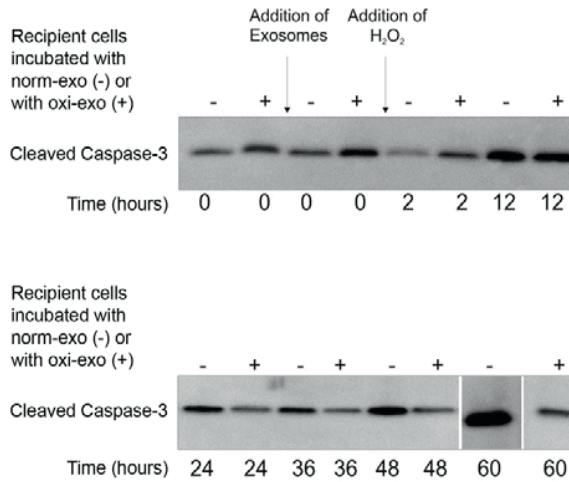 Addition of Addition of
Exosomes H₂O₂
Recipient cells
incubated with
norm-exo (-) or
with oxi-exo (+) - + - + - + - +
Cleaved Caspase-3
Time (hours) 0 0 0 0 2 2 12 12
Recipient cells
incubated with
norm-exo (-) or
with oxi-exo (+) - + - + - + - +
Cleaved Caspase-3
Time (hours) 24 24 36 36 48 48 60 60